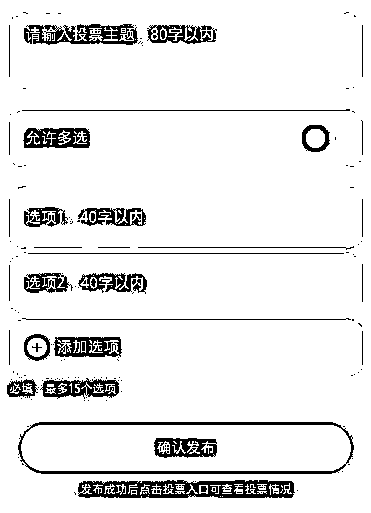 请输入投票主题，80字以内
允许多选
选项1，40字以内
选项2，40字以内
添加选项
必填，最多15个选项
确认发布
发布成功后点击投票入口可查看投票情况